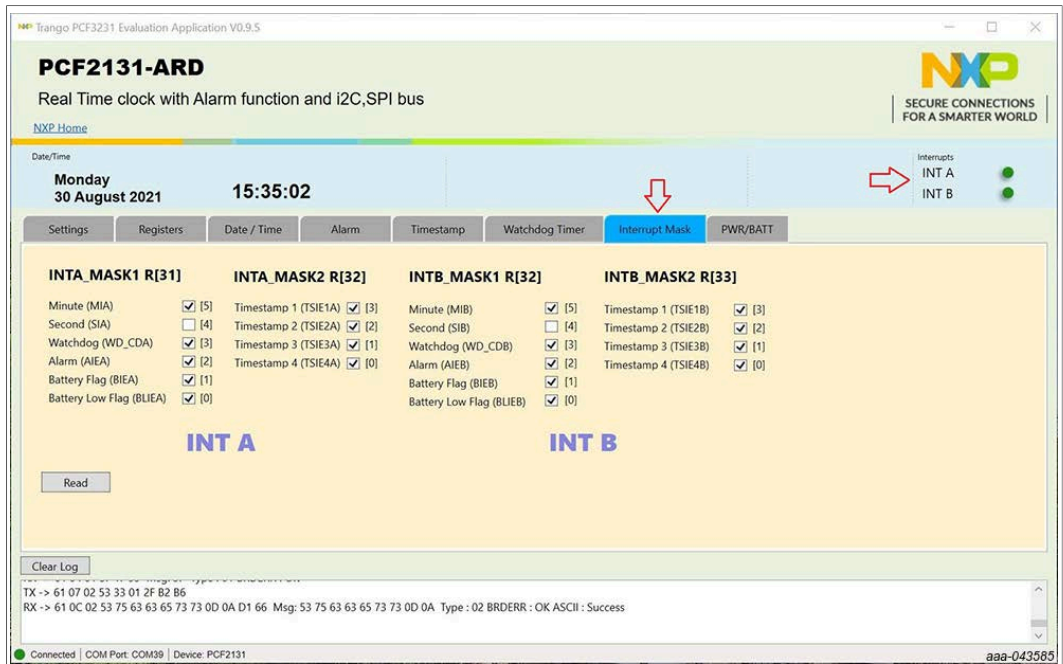 Trango PCF3231 Evaluation Application V0.9.5
PCF2131-ARD
Real Time clock with Alarm function and i2C,SPI bus
NXP Home
NXP
SECURE CONNECTIONS
FOR A SMARTER WORLD
Date/Time
Monday
30 August 2021
15:35:02
Interrupts
INT A
INT B
Settings Registers Date / Time Alarm Timestamp Watchdog Timer Interrupt Mask PWR/BATT
INTA_MASK1 R[31]
Minute (MIA) [5]
Second (SIA) [4]
Watchdog (WD_CDA) [3]
Alarm (AIEA) [2]
Battery Flag (BIEA) [1]
Battery Low Flag (BLIEA) [0]
INTA_MASK2 R[32]
Timestamp 1 (TSIE1A) [3]
Timestamp 2 (TSIE2A) [2]
Timestamp 3 (TSIE3A) [1]
Timestamp 4 (TSIE4A) [0]
INT A
INTB_MASK1 R[32]
Minute (MIB) [5]
Second (SIB) [4]
Watchdog (WD_CDB) [3]
Alarm (AIEB) [2]
Battery Flag (BIEB) [1]
Battery Low Flag (BLIEB) [0]
INTB_MASK2 R[33]
Timestamp 1 (TSIE1B) [3]
Timestamp 2 (TSIE2B) [2]
Timestamp 3 (TSIE3B) [1]
Timestamp 4 (TSIE4B) [0]
INT B
Read
Clear Log
TX -> 61 07 02 53 33 01 2F B2 B6
RX -> 61 0C 02 53 75 63 63 65 73 73 0D 0A D1 66 Msg: 53 75 63 63 65 73 73 0D 0A Type : 02 BRDERR : OK ASCII : Success
Connected COM Port: COM39 Device: PCF2131
aaa-043585